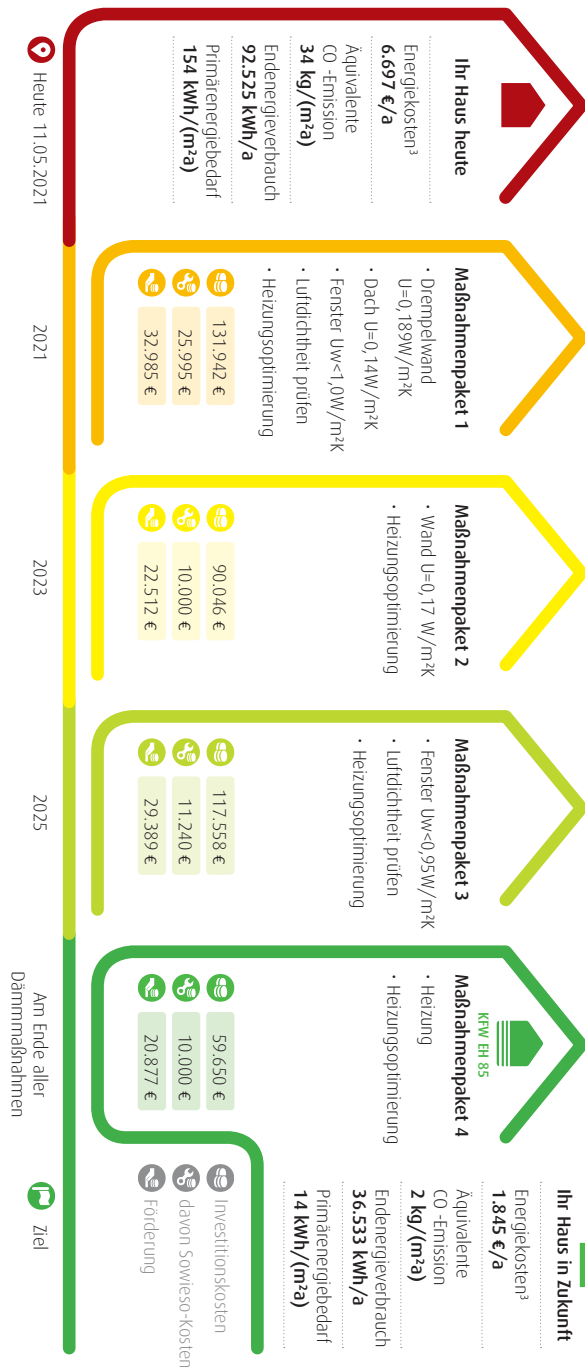 Ihr Haus heute
Energiekosten³
6.697 €/a
Äquivalente
CO -Emission
34 kg/(m²a)
Endenergieverbrauch
92.525 kWh/a
Primärenergiebedarf
154 kWh/(m²a)
Heute 11.05.2021
Maßnahmenpaket 1
· Drempelwand
U=0,189W/m²K
· Dach U=0,14W/m²K
· Fenster Uw<1,0W/m²K
· Luftdichtheit prüfen
· Heizungsoptimierung
131.942 €
25.995 €
32.985 €
2021
Maßnahmenpaket 2
· Wand U=0,17 W/m²K
· Heizungsoptimierung
90.046 €
10.000 €
22.512 €
2023
Maßnahmenpaket 3
· Fenster Uw<0,95W/m²K
· Luftdichtheit prüfen
· Heizungsoptimierung
117.558 €
11.240 €
29.389 €
2025
KFW EH 85
Maßnahmenpaket 4
· Heizung
· Heizungsoptimierung
59.650 €
10.000 €
20.877 €
Am Ende aller
Dämmmaßnahmen
Ihr Haus in Zukunft
Energiekosten³
1.845 €/a
Äquivalente
CO -Emission
2 kg/(m²a)
Endenergieverbrauch
36.533 kWh/a
Primärenergiebedarf
14 kWh/(m²a)
Investitionskosten
davon Sowieso-Kosten
Förderung
Ziel